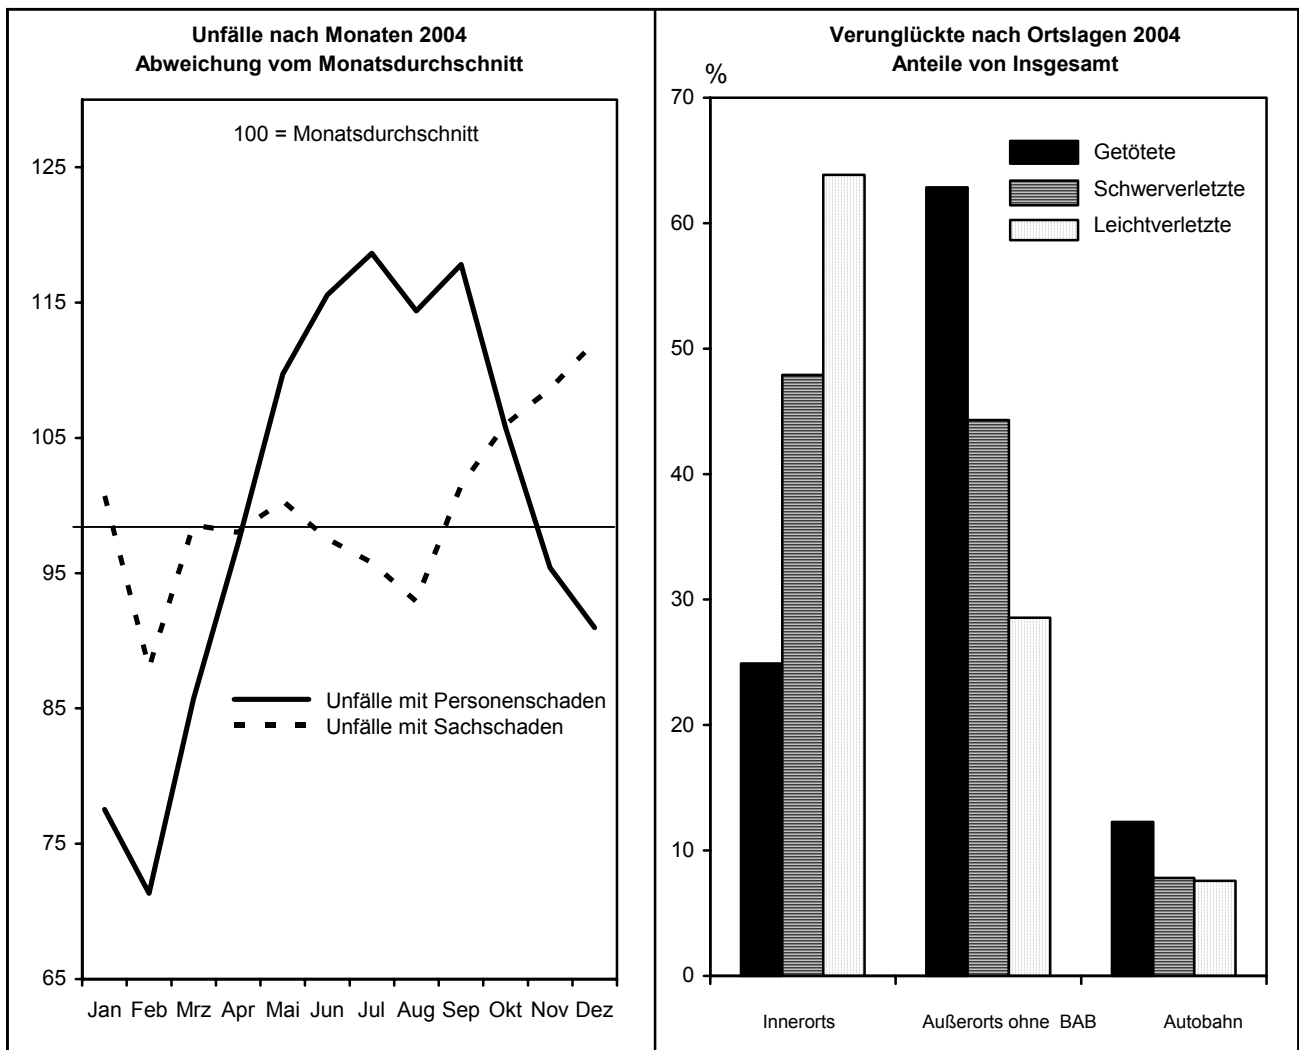 Unfälle nach Monaten 2004
Abweichung vom Monatsdurchschnitt
100 = Monatsdurchschnitt
125
115
105
95
85
75
65
Unfälle mit Personenschaden
Unfälle mit Sachschaden
Jan Feb Mrz Apr Mai Jun Jul Aug Sep Okt Nov Dez
Verunglückte nach Ortslagen 2004
Anteile von Insgesamt
%
70
60
50
40
30
20
10
0
Getötete
Schwerverletzte
Leichtverletzte
Innerorts Außerorts ohne BAB Autobahn